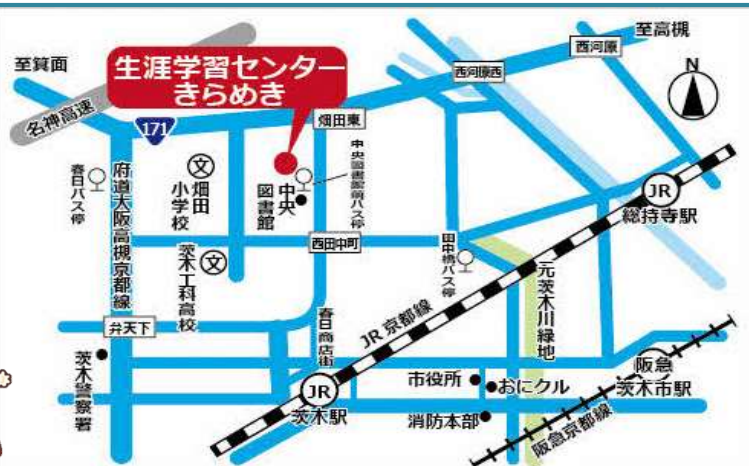 至高槻
西河原
至箕面
生涯学習センター
きらめき
西河原西
N
名神高速
171
畑田東
春日バス停
府道大阪高槻京都線
文
畑田
小学校
中央
図書館
中央図書館前バス停
JR
総持寺駅
西田中町
文
茨木工科高校
田中橋バス停
元茨木川緑地
弁天下
春日商店街
JR 京都線
茨木警察署
JR
茨木駅
市役所
おにクル
消防本部
阪急
茨木市駅
阪急京都線